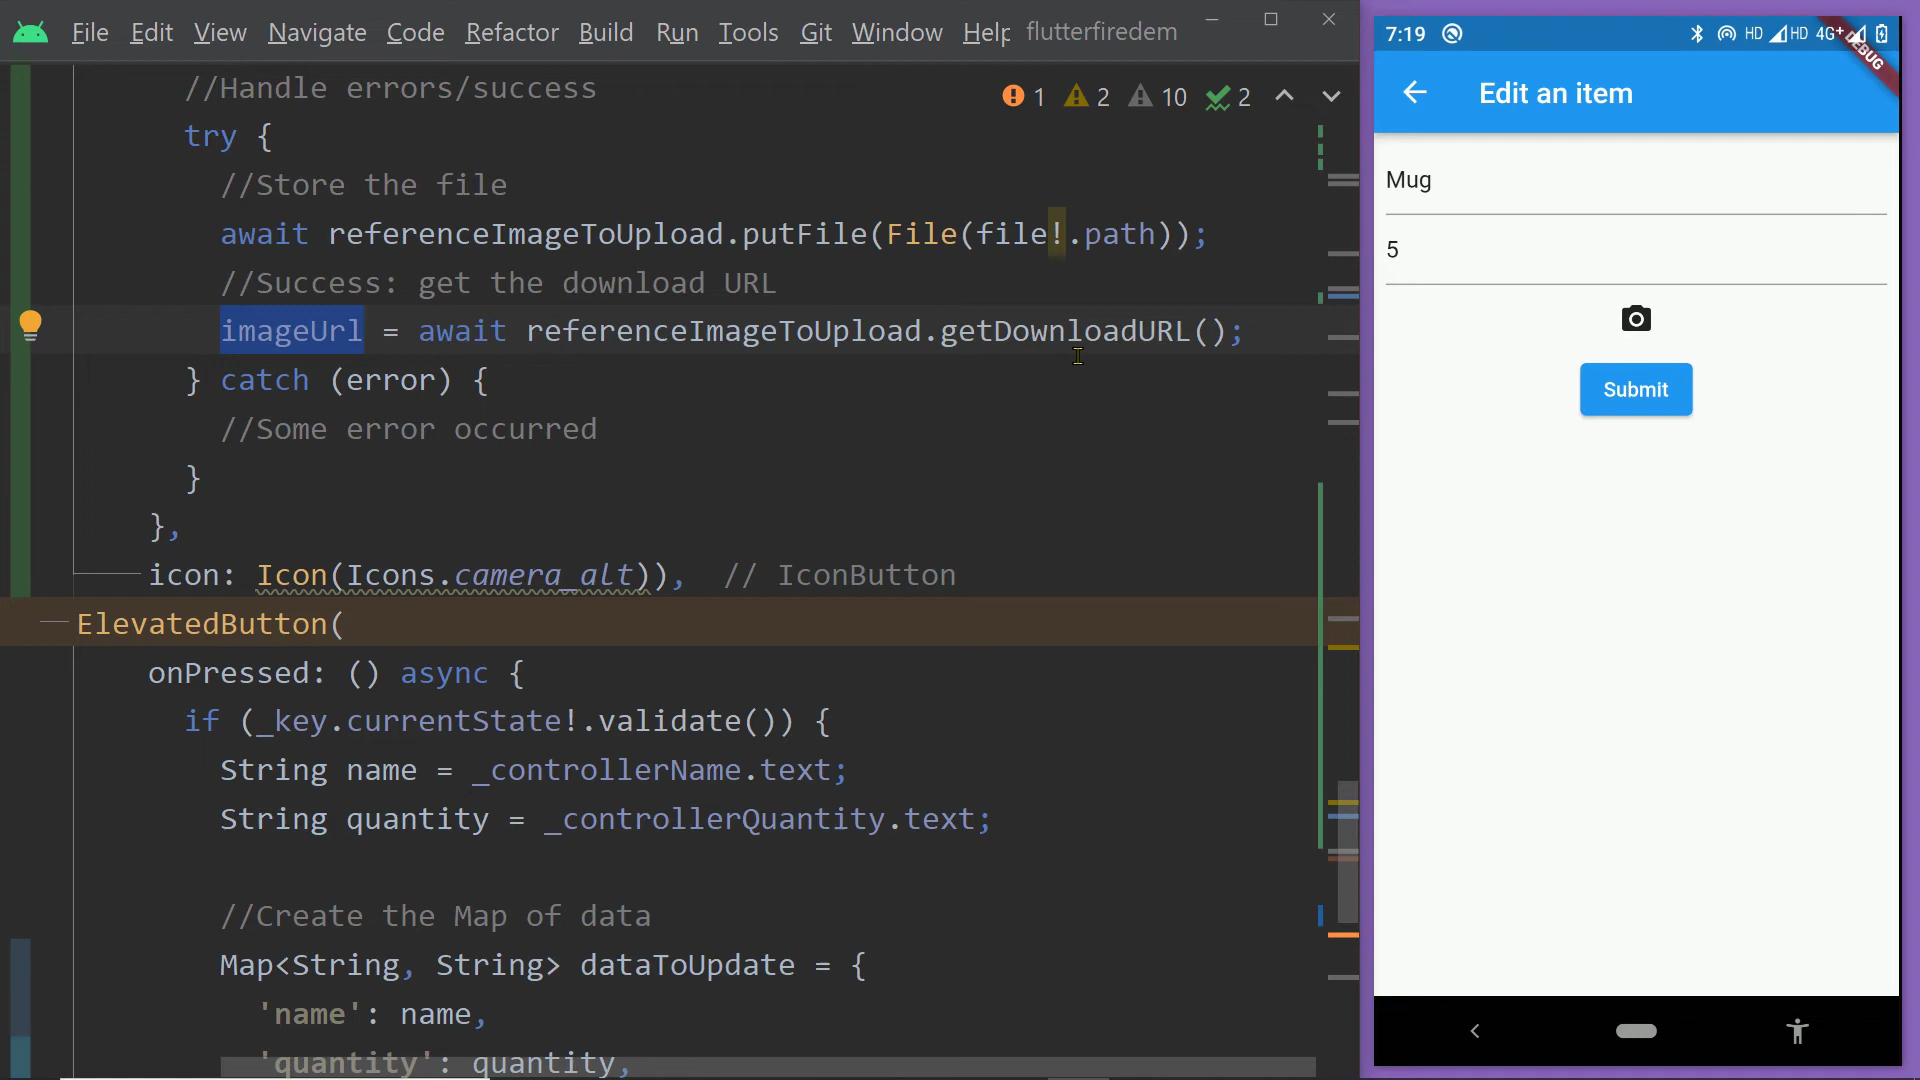 File Edit View Navigate Code Refactor Build Run Tools Git Window Help flutterfiredem
1 2 10 2
//Handle errors/success
try {
//Store the file
await referenceImageToUpload.putFile(File(file!.path));
//Success: get the download URL
imageUrl = await referenceImageToUpload.getDownloadURL();
} catch (error) {
//Some error occurred
}
},
icon: Icon(Icons.camera_alt)), // IconButton
ElevatedButton(
onPressed: () async {
if (_key.currentState!.validate()) {
String name = _controllerName.text;
String quantity = _controllerQuantity.text;
//Create the Map of data
Map<String, String> dataToUpdate = {
'name': name,
'quantity': quantity,
7:19 HD HD 4G+
DEBUG
Edit an item
Mug
5
Submit